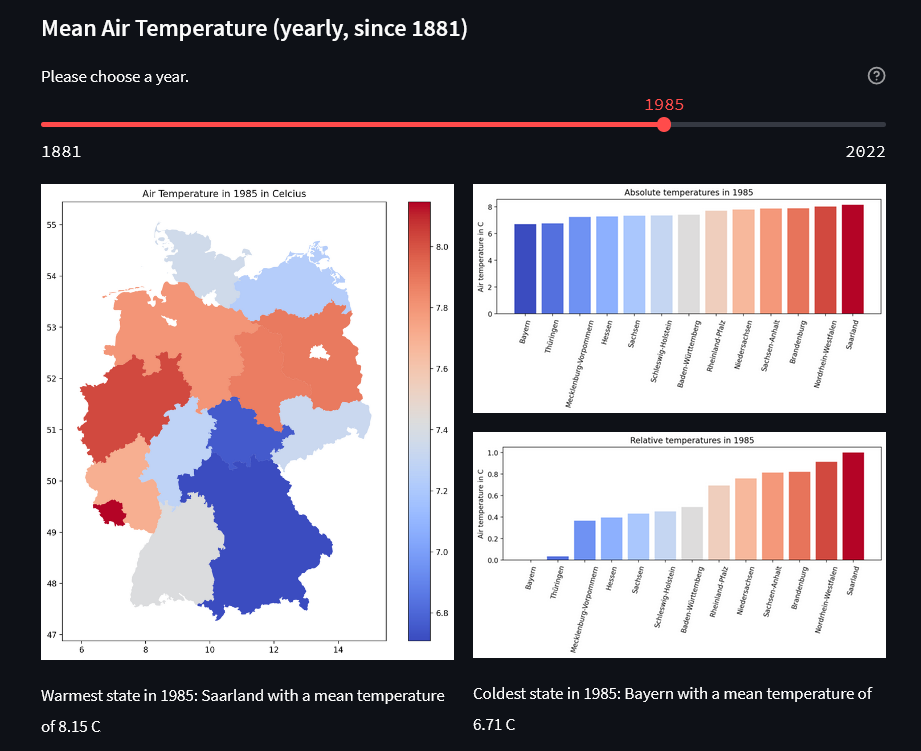 Mean Air Temperature (yearly, since 1881)
Please choose a year.
1985
1881
2022
Air Temperature in 1985 in Celcius
55
54
53
52
51
50
49
48
47
6
8
10
12
14
8.0
7.8
7.6
7.4
7.2
7.0
6.8
Absolute temperatures in 1985
Air temperature in C
8
6
4
2
0
Bayern
Thüringen
Mecklenburg-Vorpommern
Hessen
Sachsen
Schleswig-Holstein
Baden-Württemberg
Rheinland-Pfalz
Niedersachsen
Sachsen-Anhalt
Brandenburg
Nordrhein-Westfalen
Saarland
Relative temperatures in 1985
Air temperature in C
1.0
0.8
0.6
0.4
0.2
0.0
Bayern
Thüringen
Mecklenburg-Vorpommern
Hessen
Sachsen
Schleswig-Holstein
Baden-Württemberg
Rheinland-Pfalz
Niedersachsen
Sachsen-Anhalt
Brandenburg
Nordrhein-Westfalen
Saarland
Warmest state in 1985: Saarland with a mean temperature
of 8.15 C
Coldest state in 1985: Bayern with a mean temperature of
6.71 C